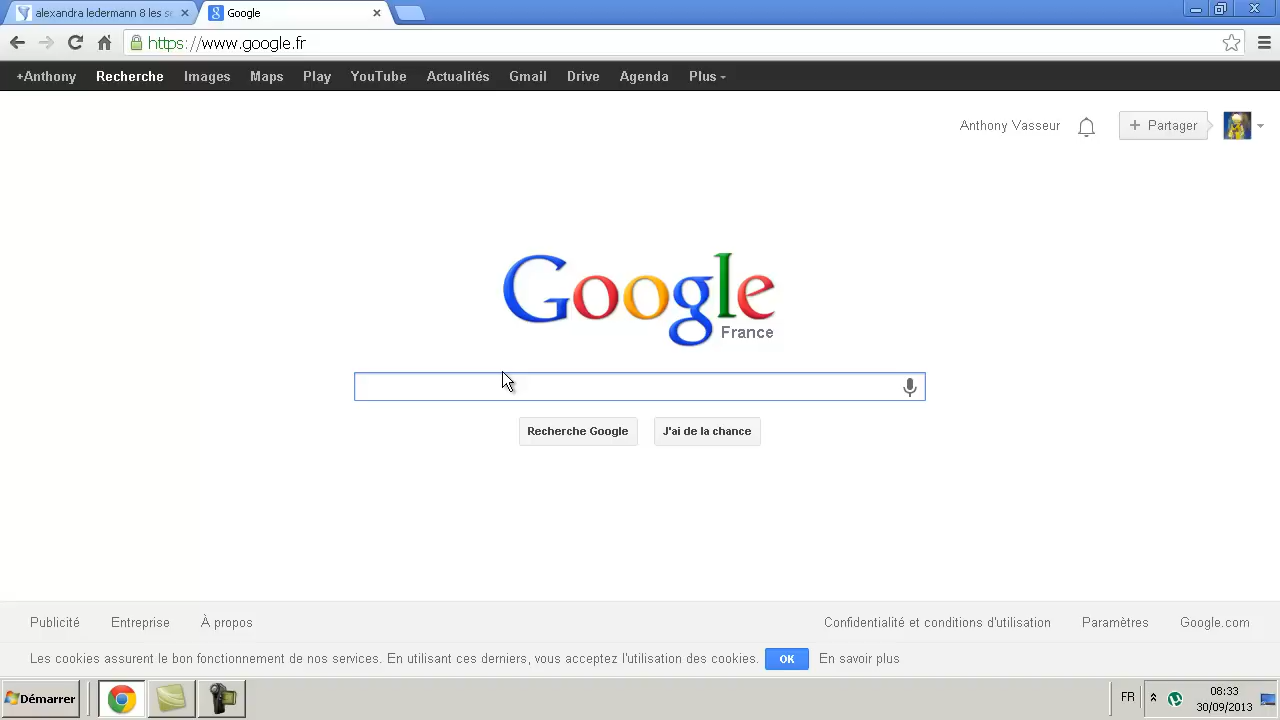 alexandra ledermann 8 les se
Google
https://www.google.fr
+Anthony Recherche Images Maps Play YouTube Actualités Gmail Drive Agenda Plus
Anthony Vasseur
+ Partager
Google
France
Recherche Google
J'ai de la chance
Publicité Entreprise À propos
Confidentialité et conditions d'utilisation Paramètres Google.com
Les cookies assurent le bon fonctionnement de nos services. En utilisant ces derniers, vous acceptez l'utilisation des cookies. OK En savoir plus
Démarrer
FR
08:33
30/09/2013